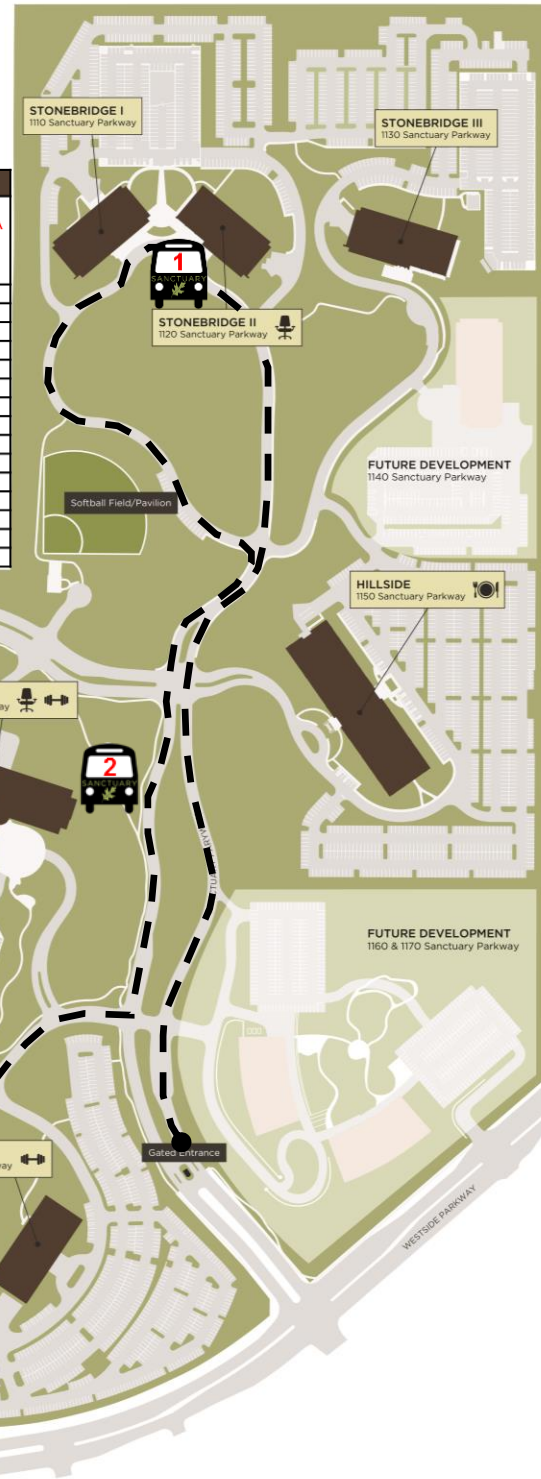 STONEBRIDGE I
1110 Sanctuary Parkway
STONEBRIDGE III
1130 Sanctuary Parkway
1
SANCTUARY
STONEBRIDGE II
1120 Sanctuary Parkway
FUTURE DEVELOPMENT
1140 Sanctuary Parkway
Softball Field/Pavilion
HILLSIDE
1150 Sanctuary Parkway
2
SANCTUARY
FUTURE DEVELOPMENT
1160 & 1170 Sanctuary Parkway
Gated Entrance
WESTSIDE PARKWAY